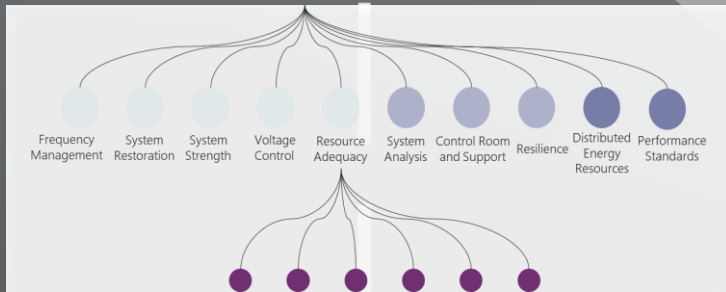 Frequency
Management
System
Restoration
System
Strength
Voltage
Control
Resource
Adequacy
System
Analysis
Control Room
and Support
Resilience
Distributed
Energy
Resources
Performance
Standards